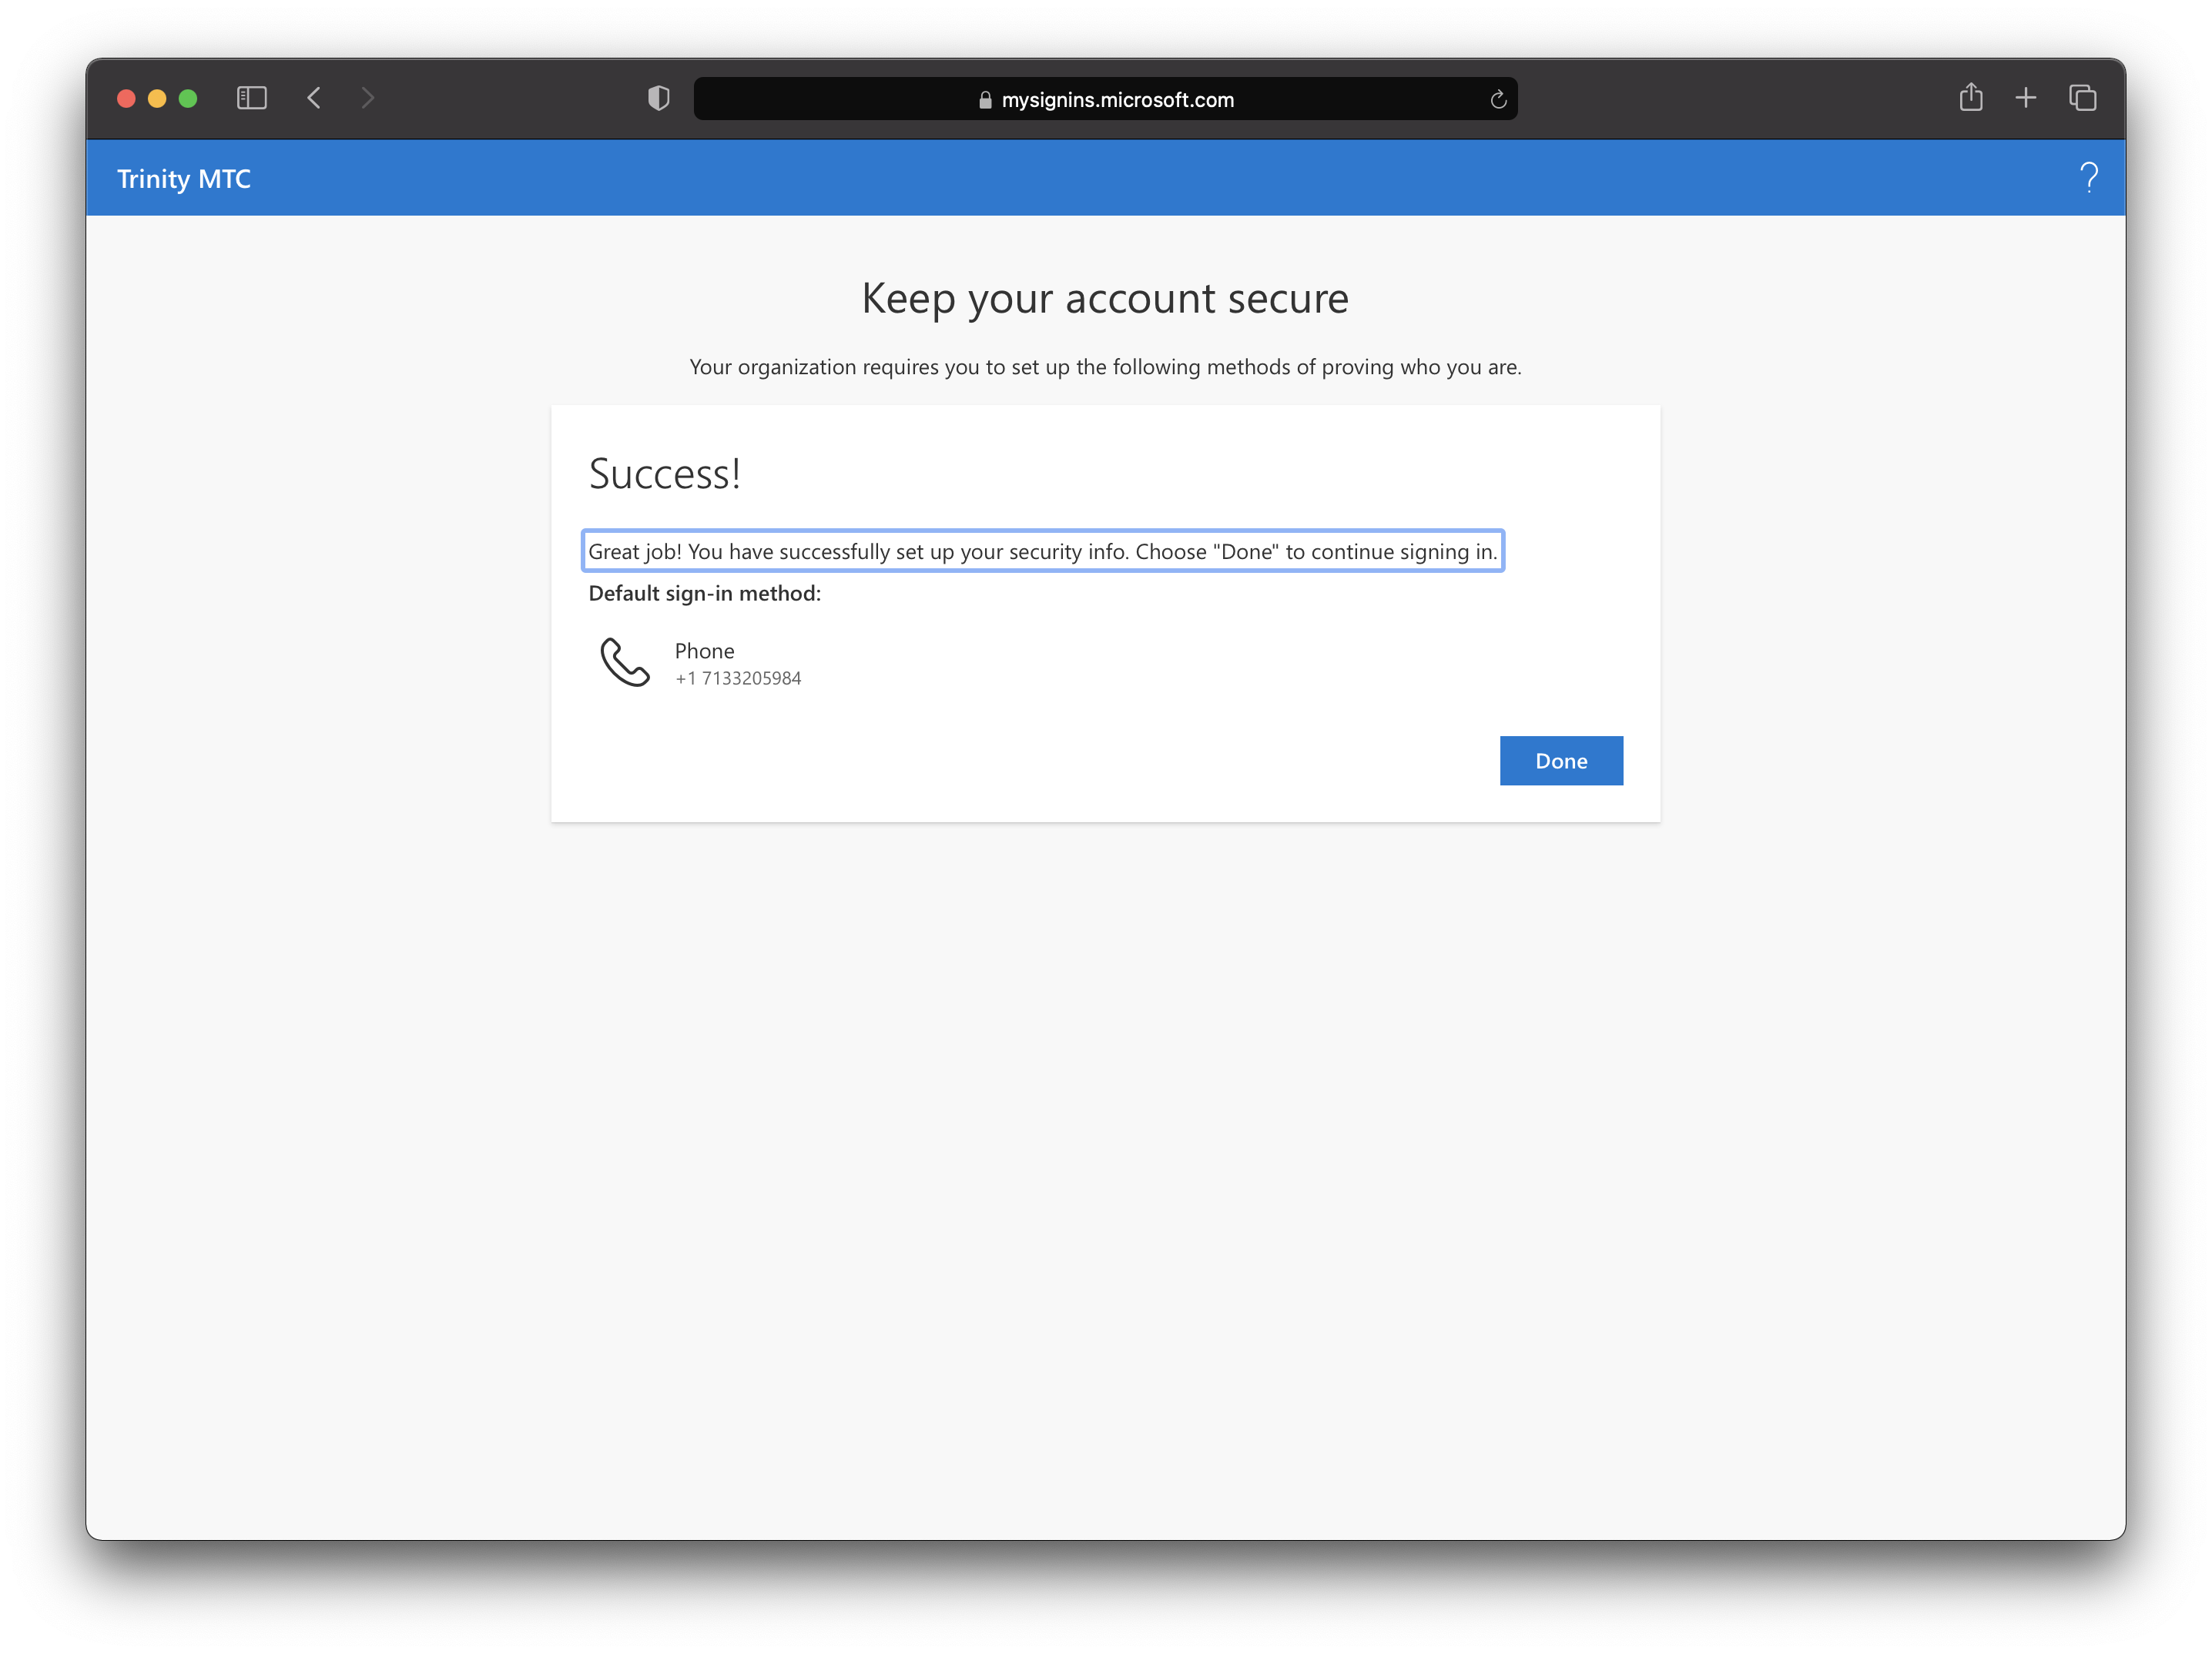 mysignins.microsoft.com
Trinity MTC
?
Keep your account secure
Your organization requires you to set up the following methods of proving who you are.
Success!
Great job! You have successfully set up your security info. Choose "Done" to continue signing in.
Default sign-in method:
Phone
+1 7133205984
Done